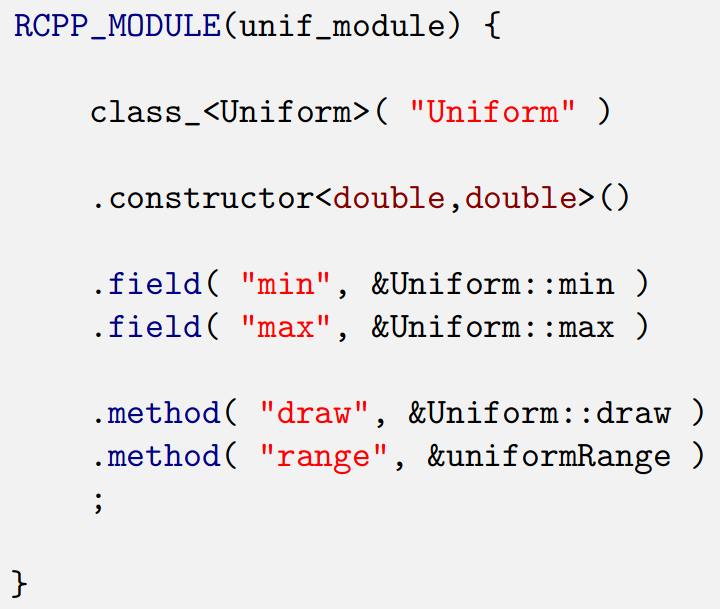 RCPP_MODULE(unif_module) {
class_<Uniform>( "Uniform" )
.constructor<double,double>()
.field( "min", &Uniform::min )
.field( "max", &Uniform::max )
.method( "draw", &Uniform::draw )
.method( "range", &uniformRange )
;
}